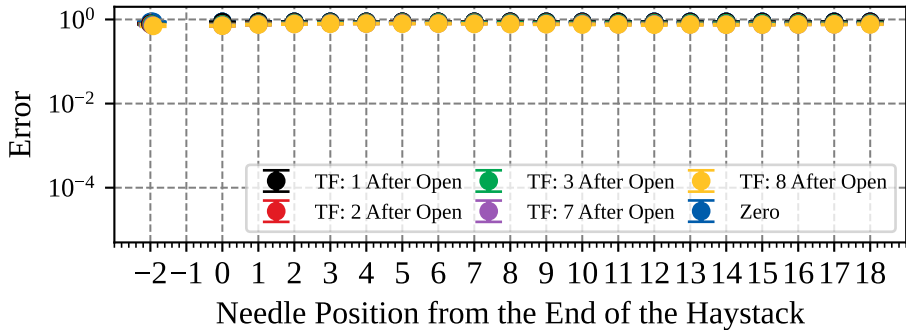 Error
10⁰
10⁻²
10⁻⁴
TF: 1 After Open TF: 3 After Open TF: 8 After Open
TF: 2 After Open TF: 7 After Open Zero
−2 −1 0 1 2 3 4 5 6 7 8 9 10 11 12 13 14 15 16 17 18
Needle Position from the End of the Haystack